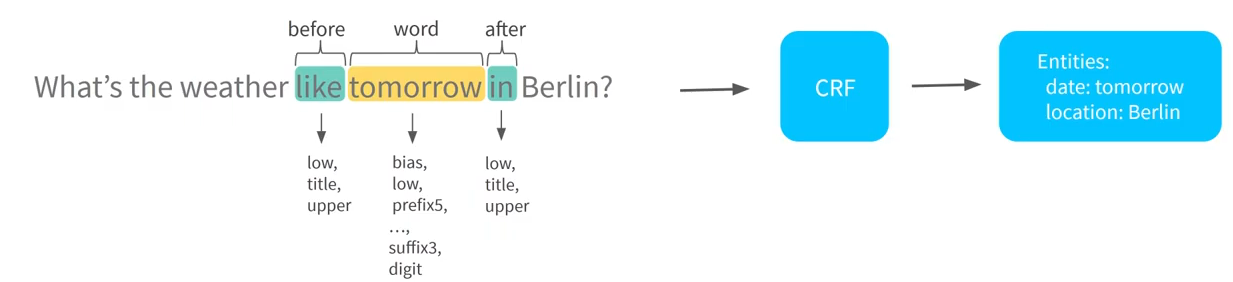 before word after
What’s the weather like tomorrow in Berlin?
low,
title,
upper
bias,
low,
prefix5,
…,
suffix3,
digit
low,
title,
upper
CRF
Entities:
date: tomorrow
location: Berlin